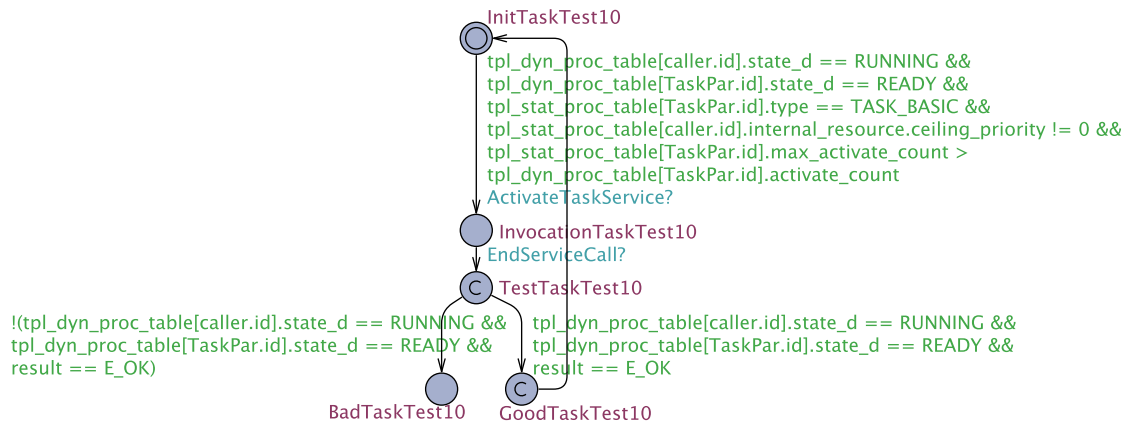 InitTaskTest10
tpl_dyn_proc_table[caller.id].state_d == RUNNING &&
tpl_dyn_proc_table[TaskPar.id].state_d == READY &&
tpl_stat_proc_table[TaskPar.id].type == TASK_BASIC &&
tpl_stat_proc_table[caller.id].internal_resource.ceiling_priority != 0 &&
tpl_stat_proc_table[TaskPar.id].max_activate_count >
tpl_dyn_proc_table[TaskPar.id].activate_count
ActivateTaskService?
InvocationTaskTest10
EndServiceCall?
C
TestTaskTest10
!(tpl_dyn_proc_table[caller.id].state_d == RUNNING &&
tpl_dyn_proc_table[TaskPar.id].state_d == READY &&
result == E_OK)
tpl_dyn_proc_table[caller.id].state_d == RUNNING &&
tpl_dyn_proc_table[TaskPar.id].state_d == READY &&
result == E_OK
C
BadTaskTest10
GoodTaskTest10